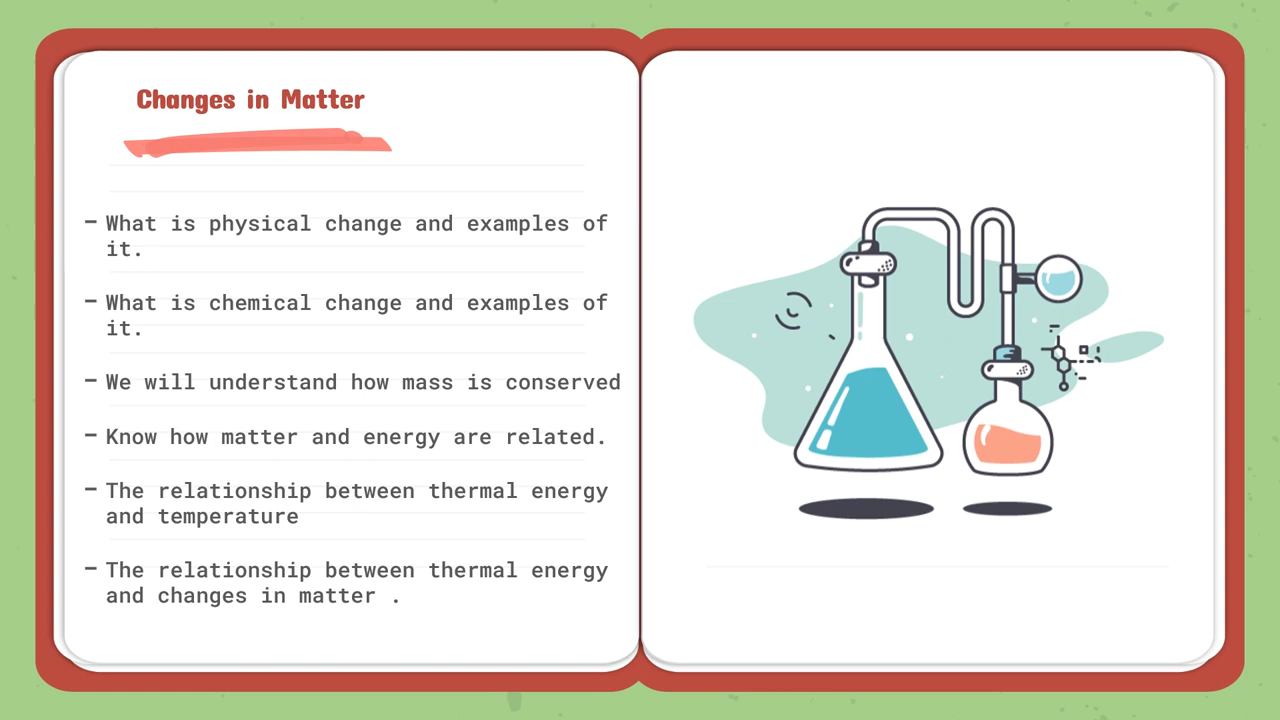 Changes in Matter
– What is physical change and examples of
it.
– What is chemical change and examples of
it.
– We will understand how mass is conserved
– Know how matter and energy are related.
– The relationship between thermal energy
and temperature
– The relationship between thermal energy
and changes in matter .